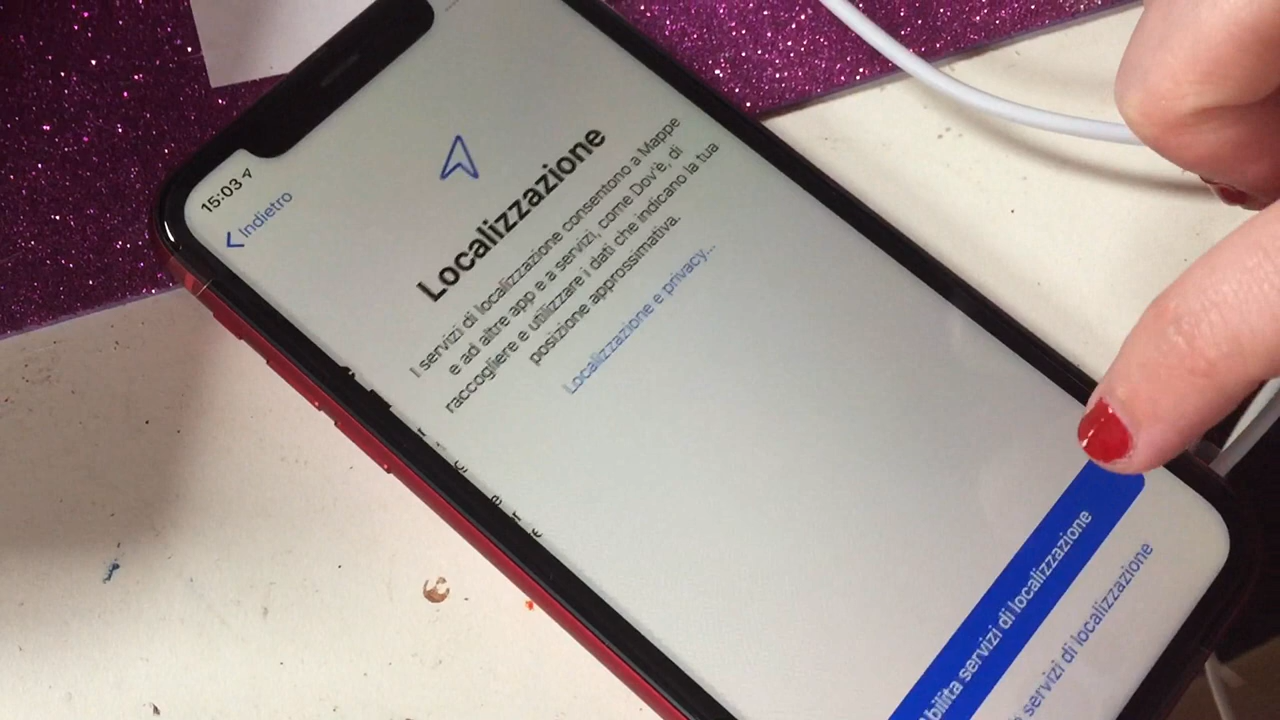 15:03
Indietro
Localizzazione
I servizi di localizzazione consentono a Mappe
e ad altre app e a servizi, come Dov'è, di
raccogliere e utilizzare i dati che indicano la tua
posizione approssimativa.
Localizzazione e privacy...
bilita servizi di localizzazione
servizi di localizzazione